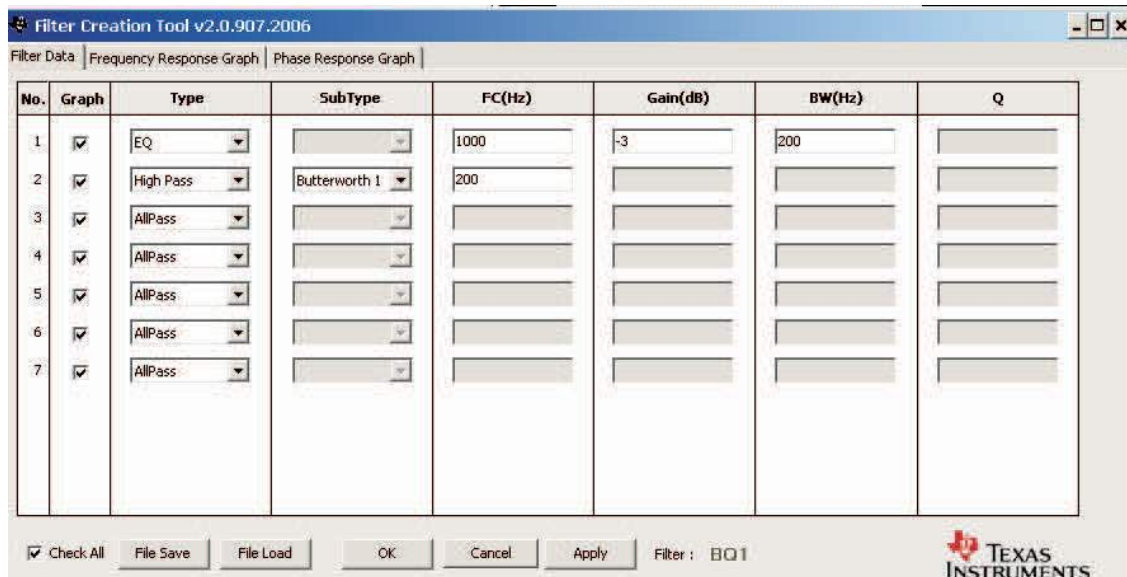 Filter Creation Tool v2.0.907.2006
Filter Data Frequency Response Graph Phase Response Graph
No. Graph Type SubType FC(Hz) Gain(dB) BW(Hz) Q
1 EQ 1000 -3 200
2 High Pass Butterworth 1 200
3 AllPass
4 AllPass
5 AllPass
6 AllPass
7 AllPass
Check All File Save File Load OK Cancel Apply Filter : BQ1
TEXAS
INSTRUMENTS